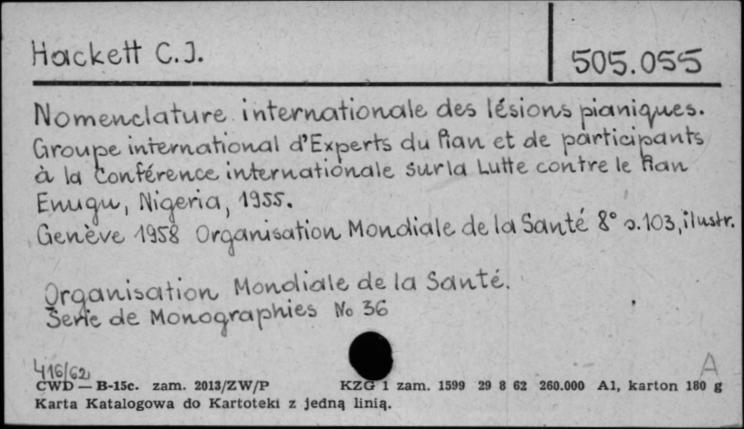 Hackett C.J.
505.055
Nomenclature internationale des lésions pianiques.
Groupe international d'Experts du Pian et de participants
à la Conférence internationale sur la Lutte contre le Pian
Enugu, Nigeria, 1955.
Genève 1958 Organisation Mondiale de la Santé 8° s.103, ilustr.
Organisation Mondiale de la Santé.
Serie de Monographies No 36
416/62
A
CWD — B-15c. zam. 2013/ZW/P KZG 1 zam. 1599 29 8 62 260.000 A1, karton 180 g
Karta Katalogowa do Kartoteki z jedną linią.